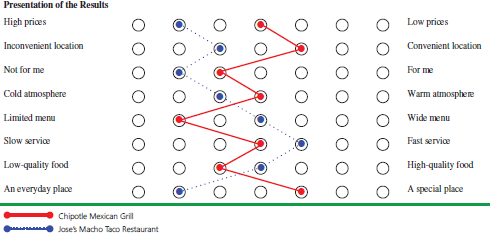 Presentation of the Results
High prices Low prices
Inconvenient location Convenient location
Not for me For me
Cold atmosphere Warm atmosphere
Limited menu Wide menu
Slow service Fast service
Low-quality food High-quality food
An everyday place A special place
Chipotle Mexican Grill
Jose's Macho Taco Restaurant